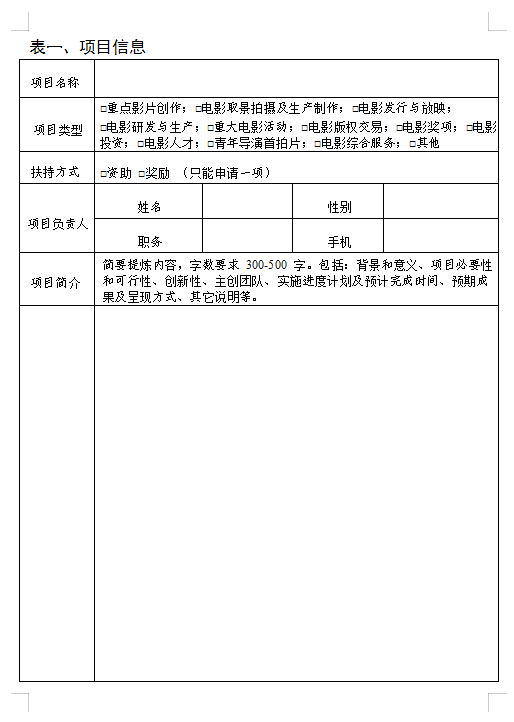 表一、项目信息
项目名称
项目类型
□重点影片创作；□电影取景拍摄及生产制作；□电影发行与放映；
□电影研发与生产；□重大电影活动；□电影版权交易；□电影奖项；□电影
投资；□电影人才；□青年导演首拍片；□电影综合服务；□其他
扶持方式
□资助 □奖励 （只能申请一项）
项目负责人
姓名
性别
职务
手机
项目简介
简要提炼内容，字数要求 300-500 字。包括：背景和意义、项目必要性
和可行性、创新性、主创团队、实施进度计划及预计完成时间、预期成
果及呈现方式、其它说明等。